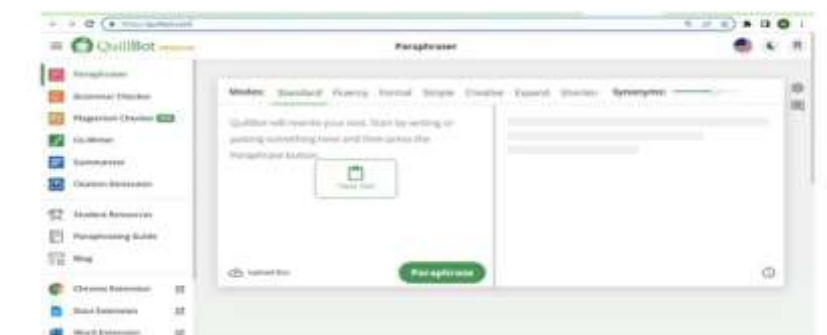 QuillBot
Paraphraser
Paraphraser
Grammar Checker
Plagiarism Checker
Co-Writer
Summarizer
Citation Generator
Student Resources
Paraphrasing Guide
Blog
Chrome Extension
Word Extension
Modes: Standard Fluency Formal Simple Creative Expand Shorten Synonyms:
QuillBot will rewrite your text. Start by writing or
pasting something here and then press the
Paraphrase button.
Paste Text
Upload Doc
Paraphrase